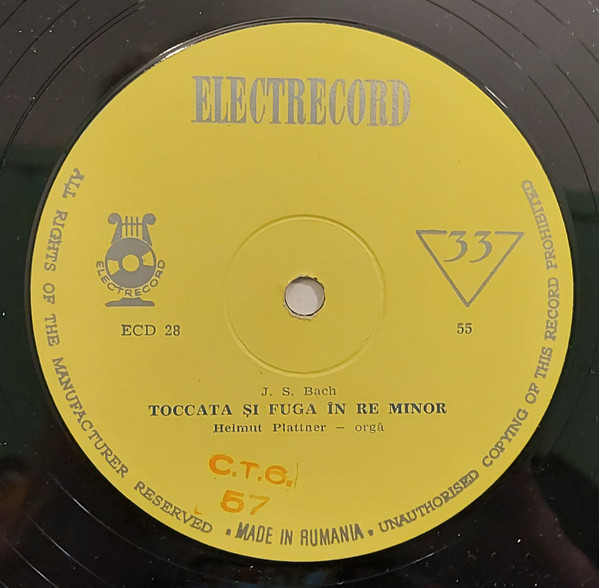 ELECTRECORD
ELECTRECORD
33
ECD 28
55
J. S. Bach
TOCCATA ȘI FUGA ÎN RE MINOR
Helmut Plattner — orgă
C.T.G.
57
ALL RIGHTS OF THE MANUFACTURER RESERVED • MADE IN RUMANIA • UNAUTHORISED COPYING OF THIS RECORD PROHIBITED